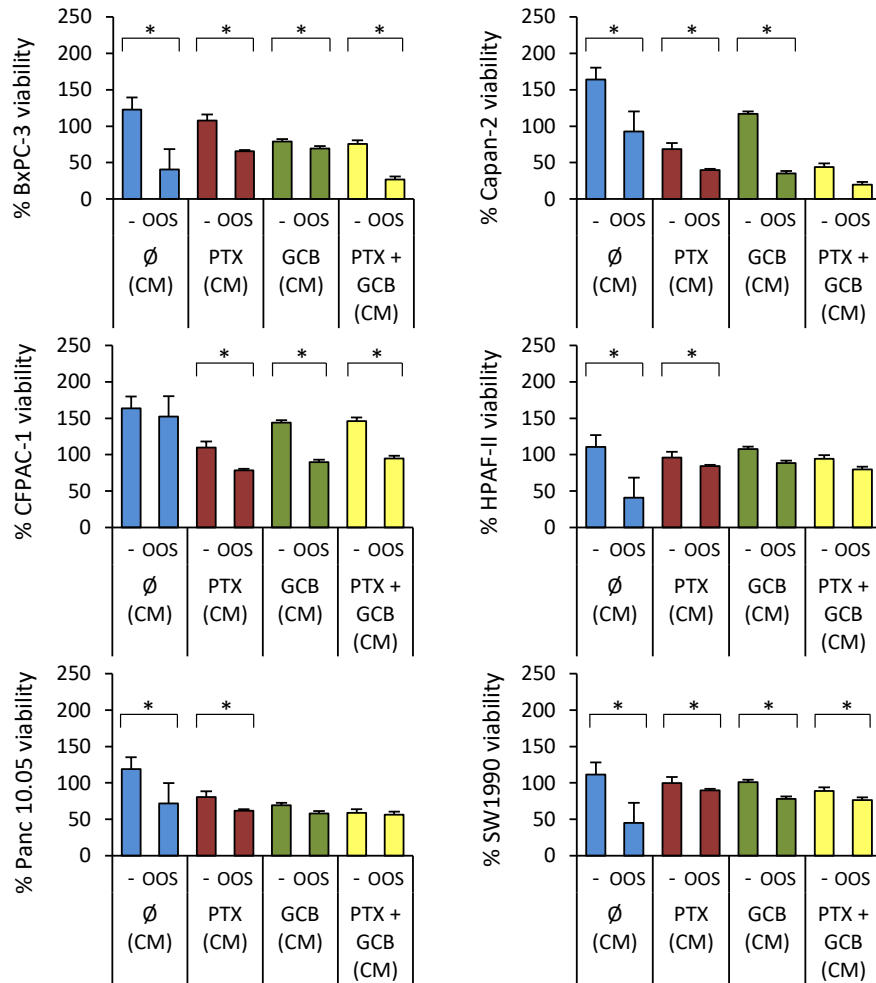 % BxPC-3 viability
250
200
150
100
50
0
* * * *
- OOS - OOS - OOS - OOS
Ø PTX GCB PTX +
(CM) (CM) (CM) GCB
(CM)
% Capan-2 viability
250
200
150
100
50
0
* * *
- OOS - OOS - OOS - OOS
Ø PTX GCB PTX +
(CM) (CM) (CM) GCB
(CM)
% CFPAC-1 viability
250
200
150
100
50
0
* * *
- OOS - OOS - OOS - OOS
Ø PTX GCB PTX +
(CM) (CM) (CM) GCB
(CM)
% HPAF-II viability
250
200
150
100
50
0
* *
- OOS - OOS - OOS - OOS
Ø PTX GCB PTX +
(CM) (CM) (CM) GCB
(CM)
% Panc 10.05 viability
250
200
150
100
50
0
* *
- OOS - OOS - OOS - OOS
Ø PTX GCB PTX +
(CM) (CM) (CM) GCB
(CM)
% SW1990 viability
250
200
150
100
50
0
* * * *
- OOS - OOS - OOS - OOS
Ø PTX GCB PTX +
(CM) (CM) (CM) GCB
(CM)